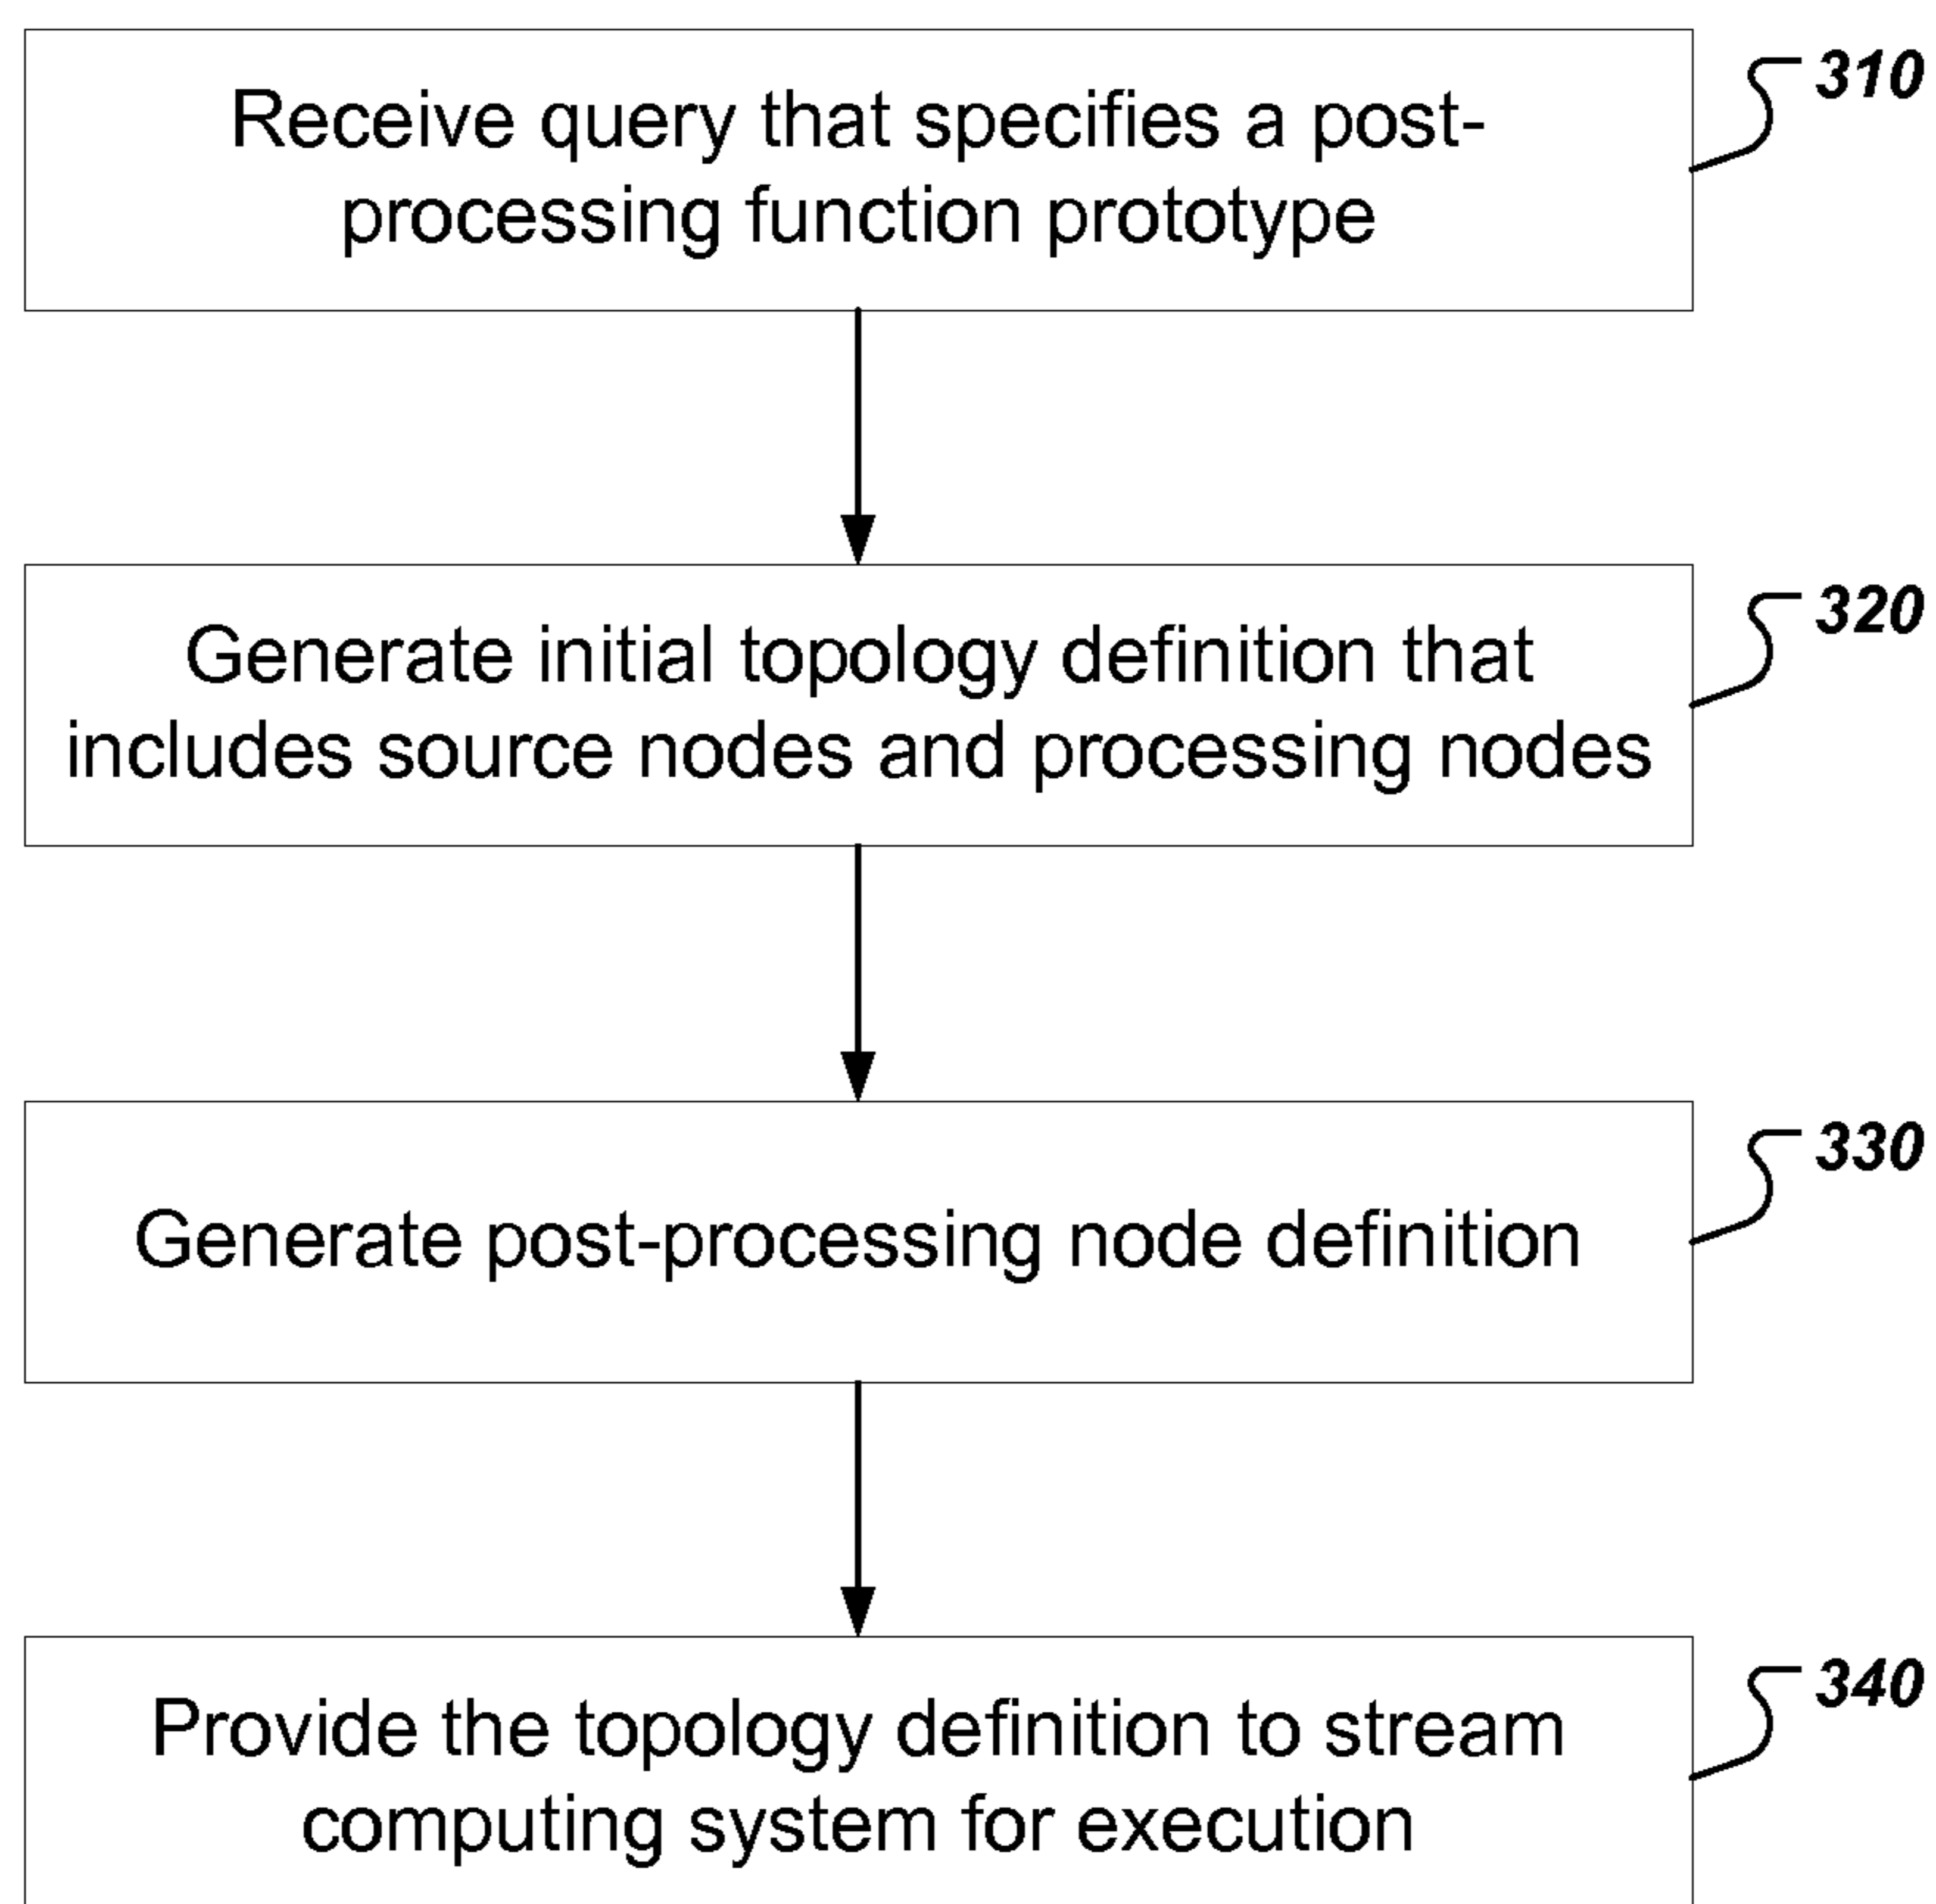 Receive query that specifies a post-
processing function prototype
310
Generate initial topology definition that
includes source nodes and processing nodes
320
Generate post-processing node definition
330
Provide the topology definition to stream
computing system for execution
340